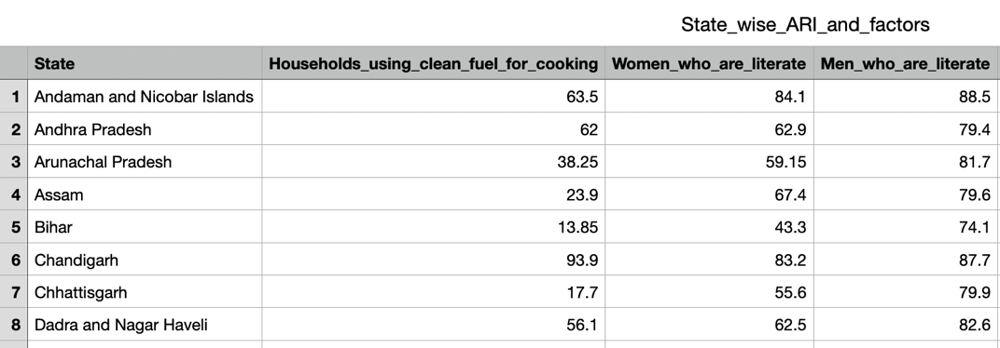 State_wise_ARI_and_factors
State Households_using_clean_fuel_for_cooking Women_who_are_literate Men_who_are_literate
1 Andaman and Nicobar Islands 63.5 84.1 88.5
2 Andhra Pradesh 62 62.9 79.4
3 Arunachal Pradesh 38.25 59.15 81.7
4 Assam 23.9 67.4 79.6
5 Bihar 13.85 43.3 74.1
6 Chandigarh 93.9 83.2 87.7
7 Chhattisgarh 17.7 55.6 79.9
8 Dadra and Nagar Haveli 56.1 62.5 82.6